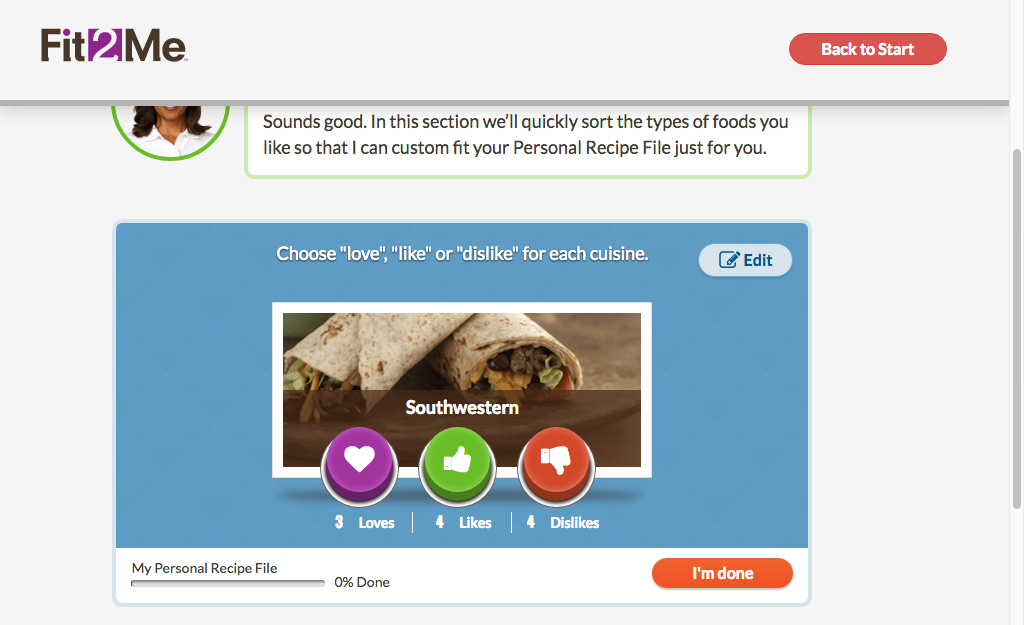 Fit2Me
Back to Start
Sounds good. In this section we'll quickly sort the types of foods you
like so that I can custom fit your Personal Recipe File just for you.
Choose "love", "like" or "dislike" for each cuisine.
Edit
Southwestern
3 Loves 4 Likes 4 Dislikes
My Personal Recipe File
0% Done
I'm done